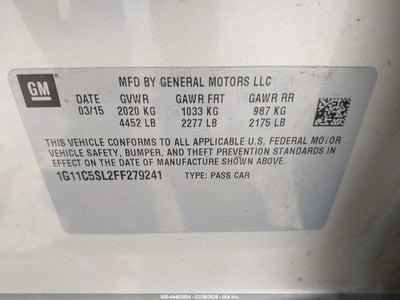 GM
MFD BY GENERAL MOTORS LLC
DATE GVWR GAWR FRT GAWR RR
03/15 2020 KG 1033 KG 987 KG
4452 LB 2277 LB 2175 LB
THIS VEHICLE CONFORMS TO ALL APPLICABLE U.S. FEDERAL MOTOR
VEHICLE SAFETY, BUMPER, AND THEFT PREVENTION STANDARDS IN
EFFECT ON THE DATE OF MANUFACTURE SHOWN ABOVE.
1G11C5SL2FF279241 TYPE: PASS CAR